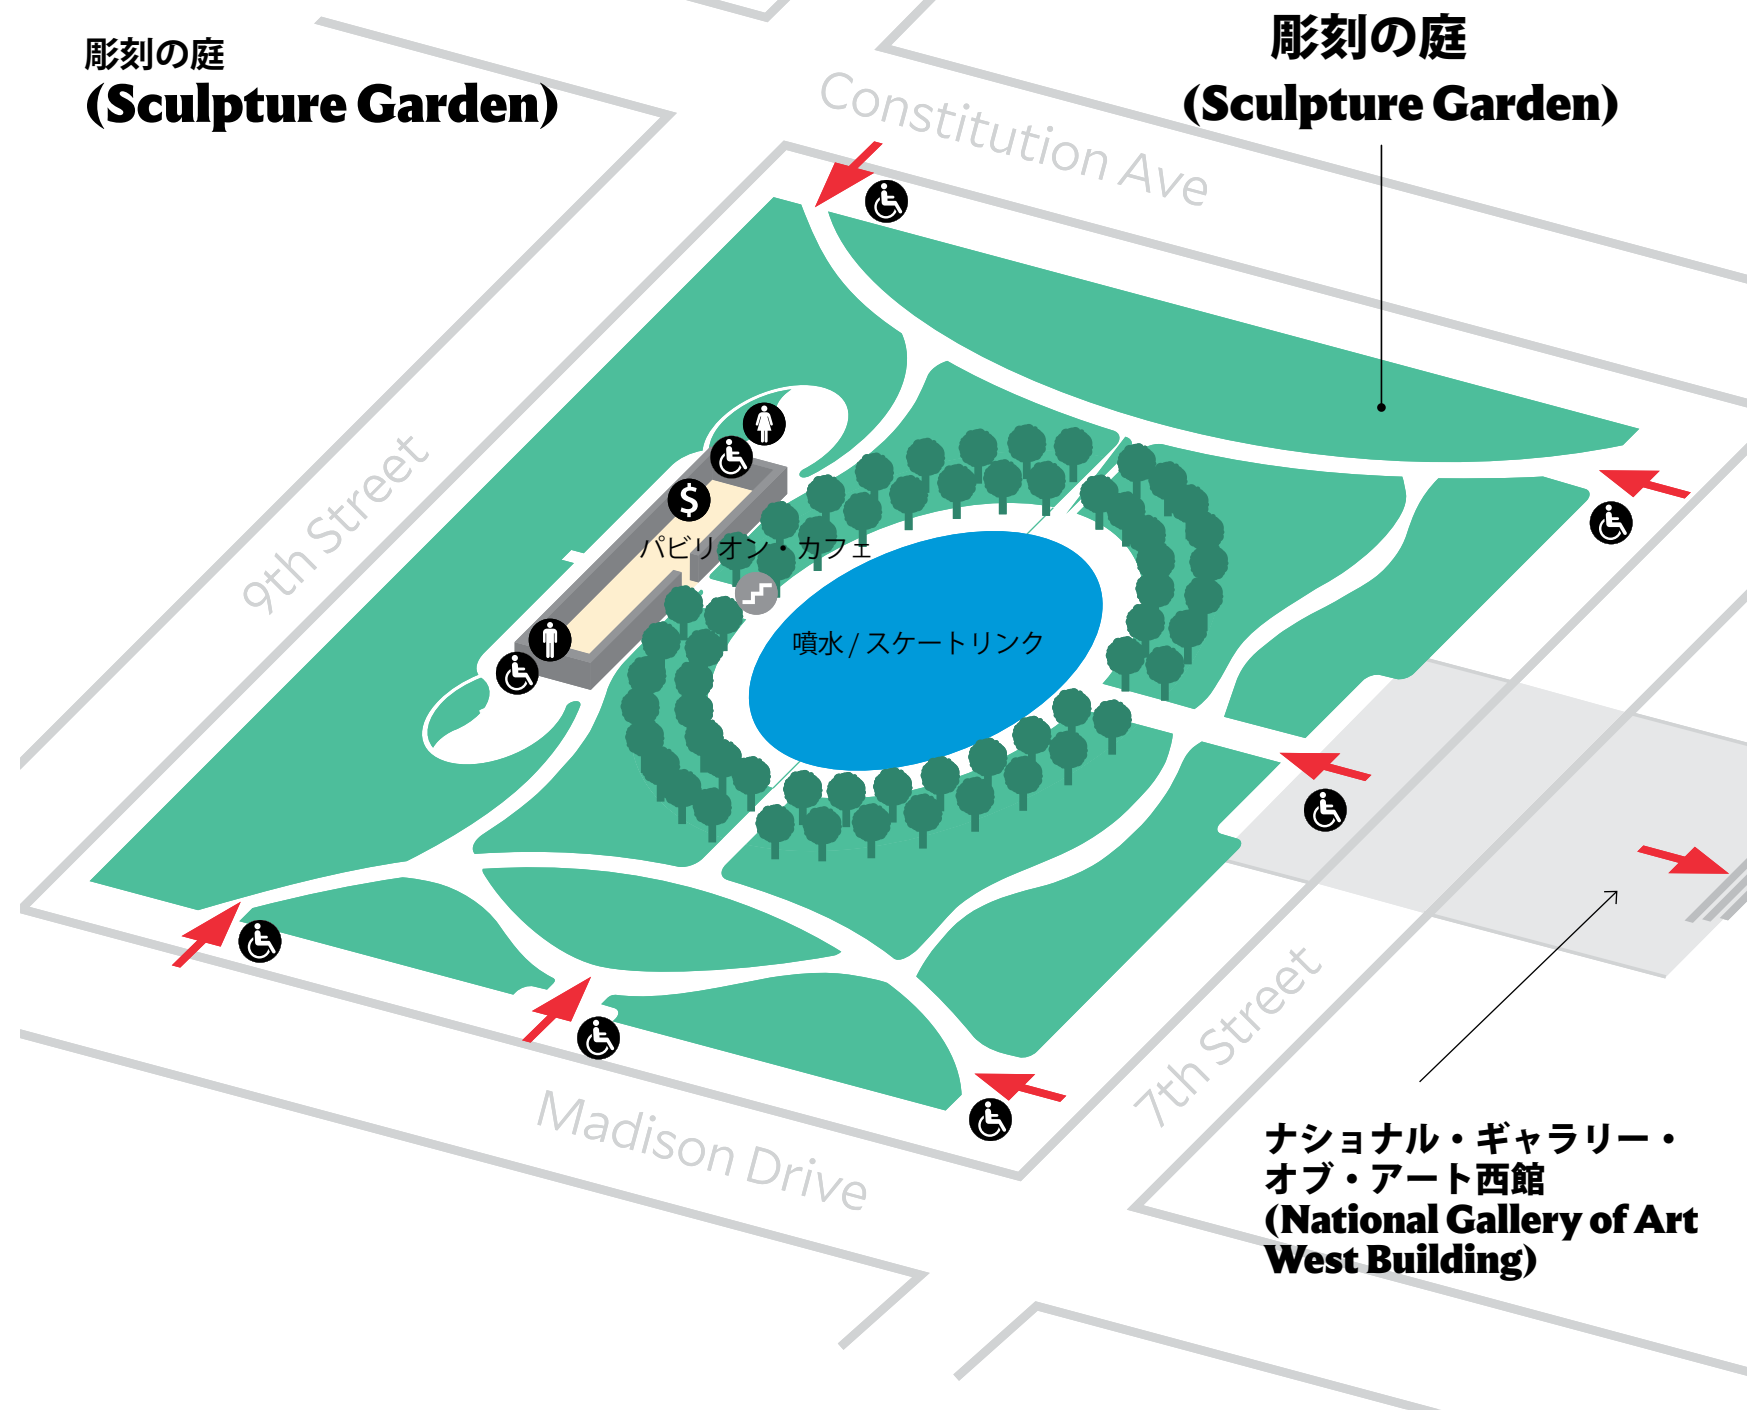 彫刻の庭
(Sculpture Garden)
彫刻の庭
(Sculpture Garden)
Constitution Ave
9th Street
$
パビリオン・カフェ
噴水 / スケートリンク
7th Street
Madison Drive
ナショナル・ギャラリー・
オブ・アート西館
(National Gallery of Art
West Building)